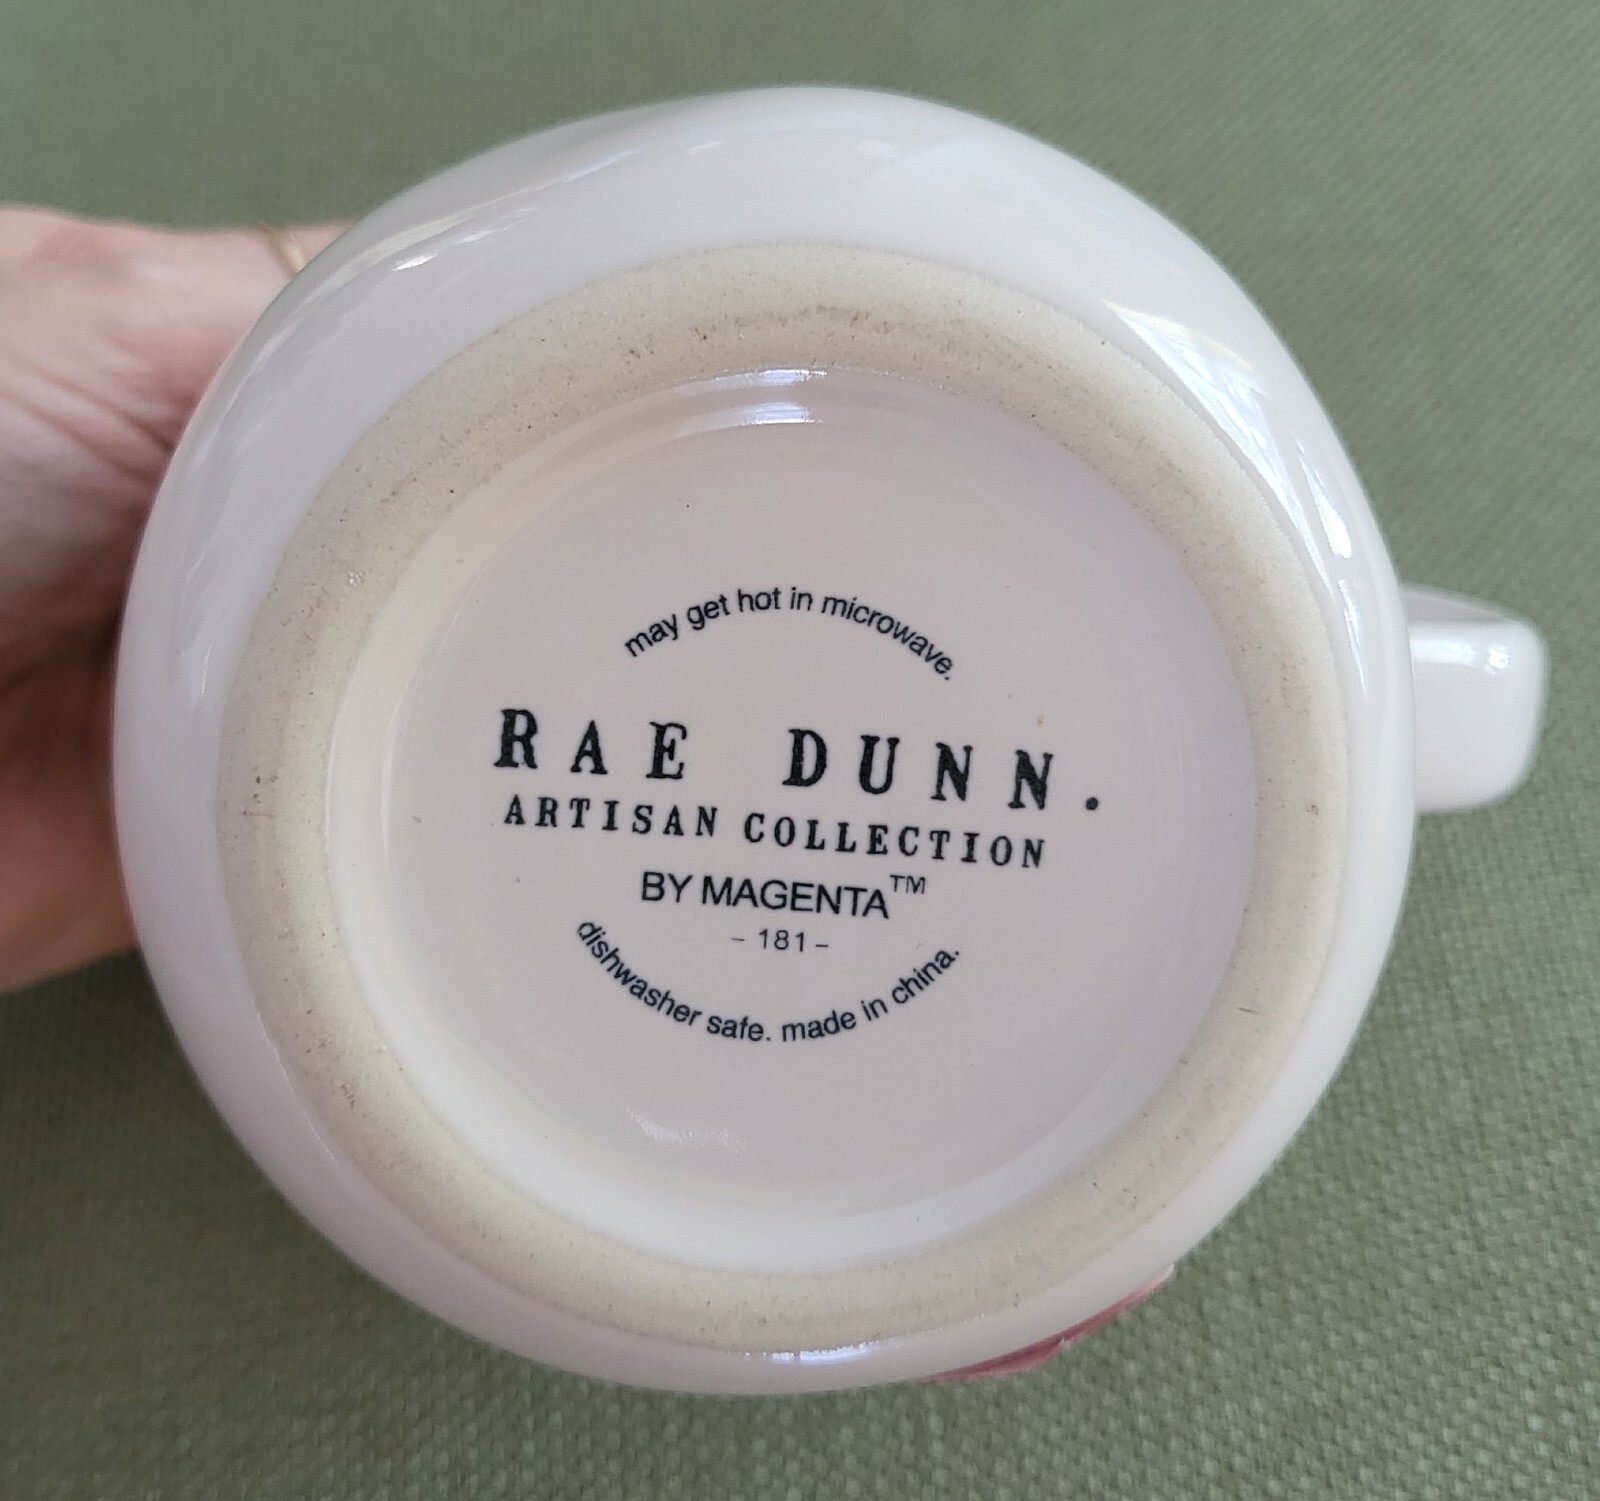 may get hot in microwave.
RAE DUNN.
ARTISAN COLLECTION
BY MAGENTA™
- 181 -
dishwasher safe. made in china.